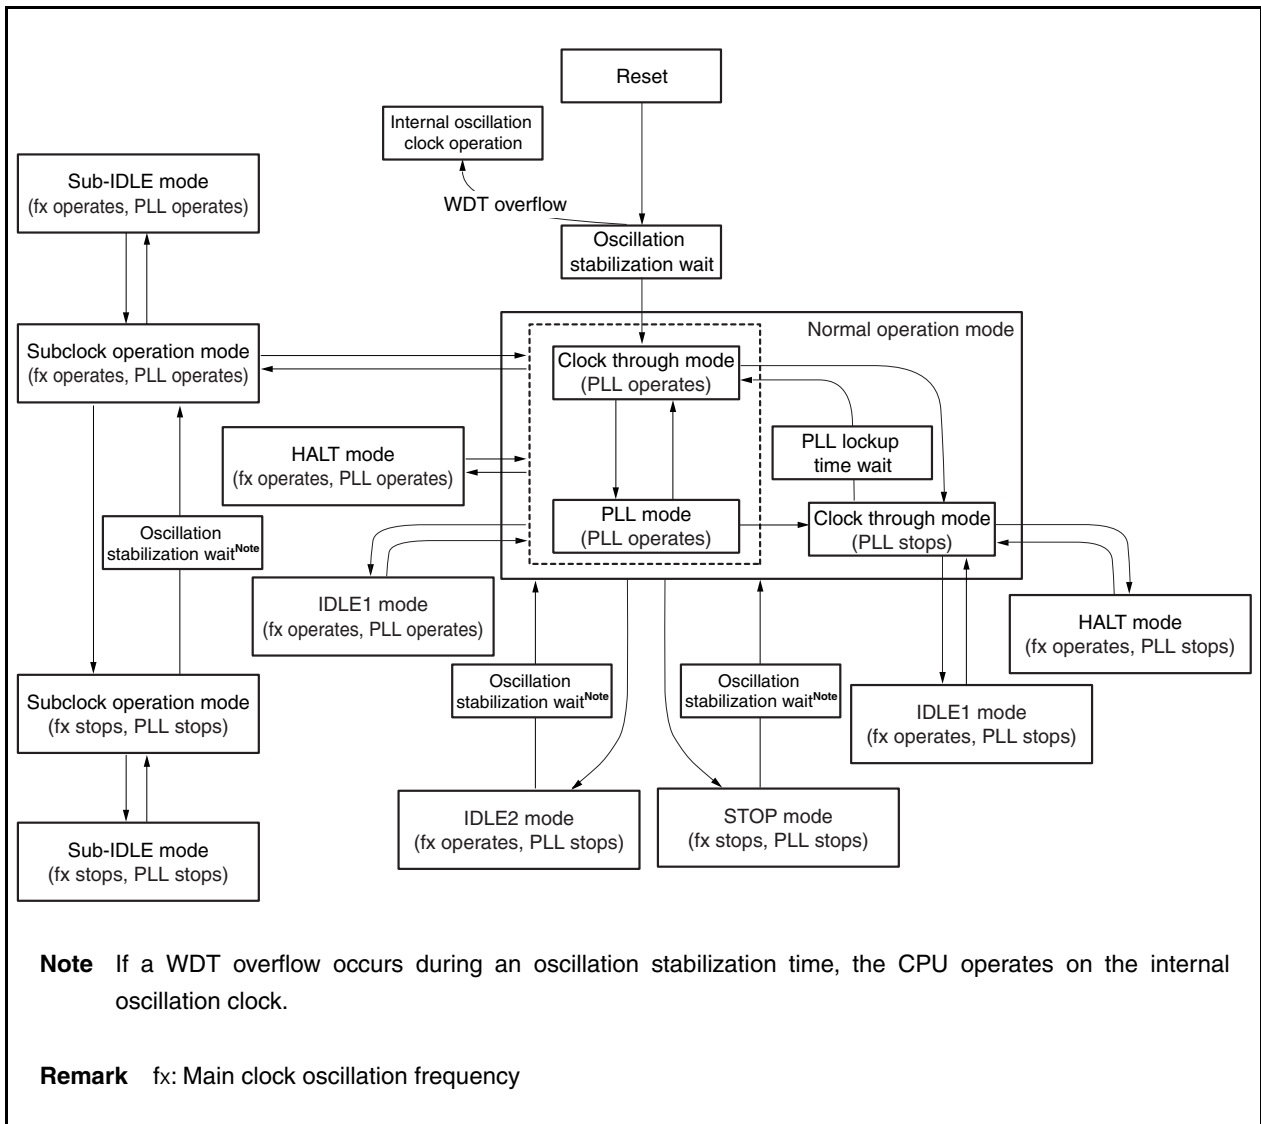 Reset
Internal oscillation
clock operation
WDT overflow
Sub-IDLE mode
(fx operates, PLL operates)
Oscillation
stabilization wait
Normal operation mode
Subclock operation mode
(fx operates, PLL operates)
Clock through mode
(PLL operates)
HALT mode
(fx operates, PLL operates)
PLL lockup
time wait
PLL mode
(PLL operates)
Clock through mode
(PLL stops)
Oscillation
stabilization waitNote
IDLE1 mode
(fx operates, PLL operates)
HALT mode
(fx operates, PLL stops)
Oscillation
stabilization waitNote
Oscillation
stabilization waitNote
Subclock operation mode
(fx stops, PLL stops)
IDLE1 mode
(fx operates, PLL stops)
IDLE2 mode
(fx operates, PLL stops)
STOP mode
(fx stops, PLL stops)
Sub-IDLE mode
(fx stops, PLL stops)
Note If a WDT overflow occurs during an oscillation stabilization time, the CPU operates on the internal
oscillation clock.
Remark fx: Main clock oscillation frequency